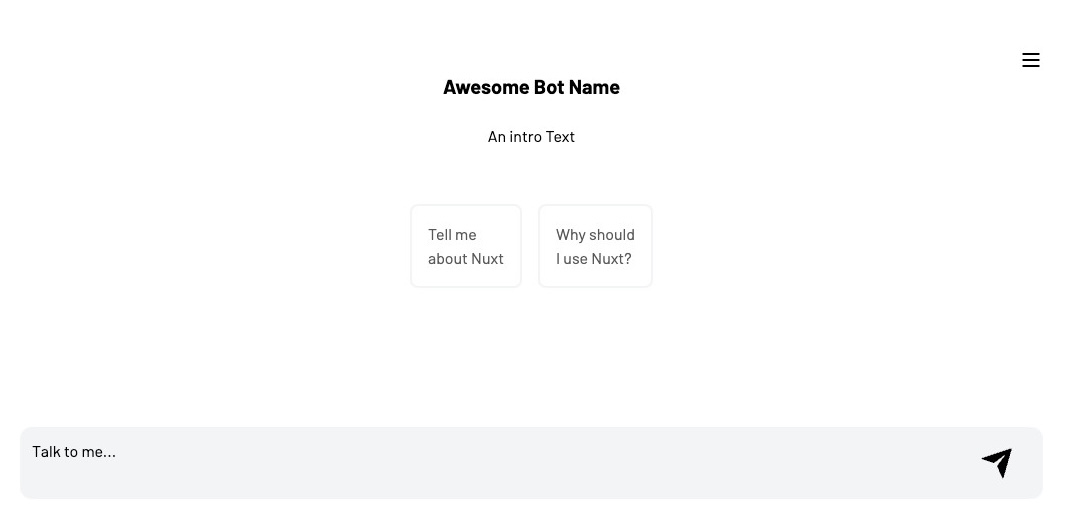 Awesome Bot Name
An intro Text
Tell me
about Nuxt
Why should
I use Nuxt?
Talk to me...